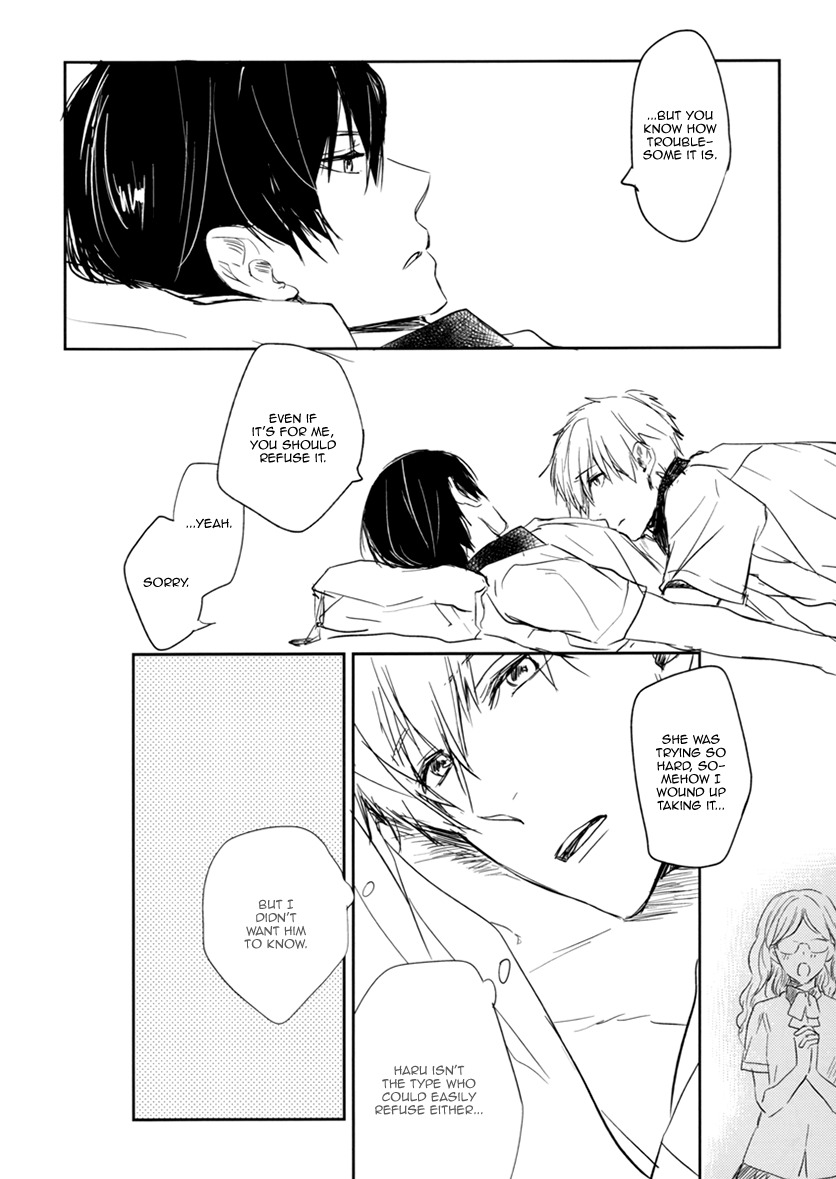 ...BUT YOU
KNOW HOW
TROUBLE-
SOME IT IS.
EVEN IF
IT'S FOR ME,
YOU SHOULD
REFUSE IT.
...YEAH.
SORRY.
SHE WAS
TRYING SO
HARD, SO-
MEHOW I
WOUND UP
TAKING IT...
HARU ISN'T
THE TYPE WHO
COULD EASILY
REFUSE EITHER...
BUT I
DIDN'T
WANT HIM
TO KNOW.